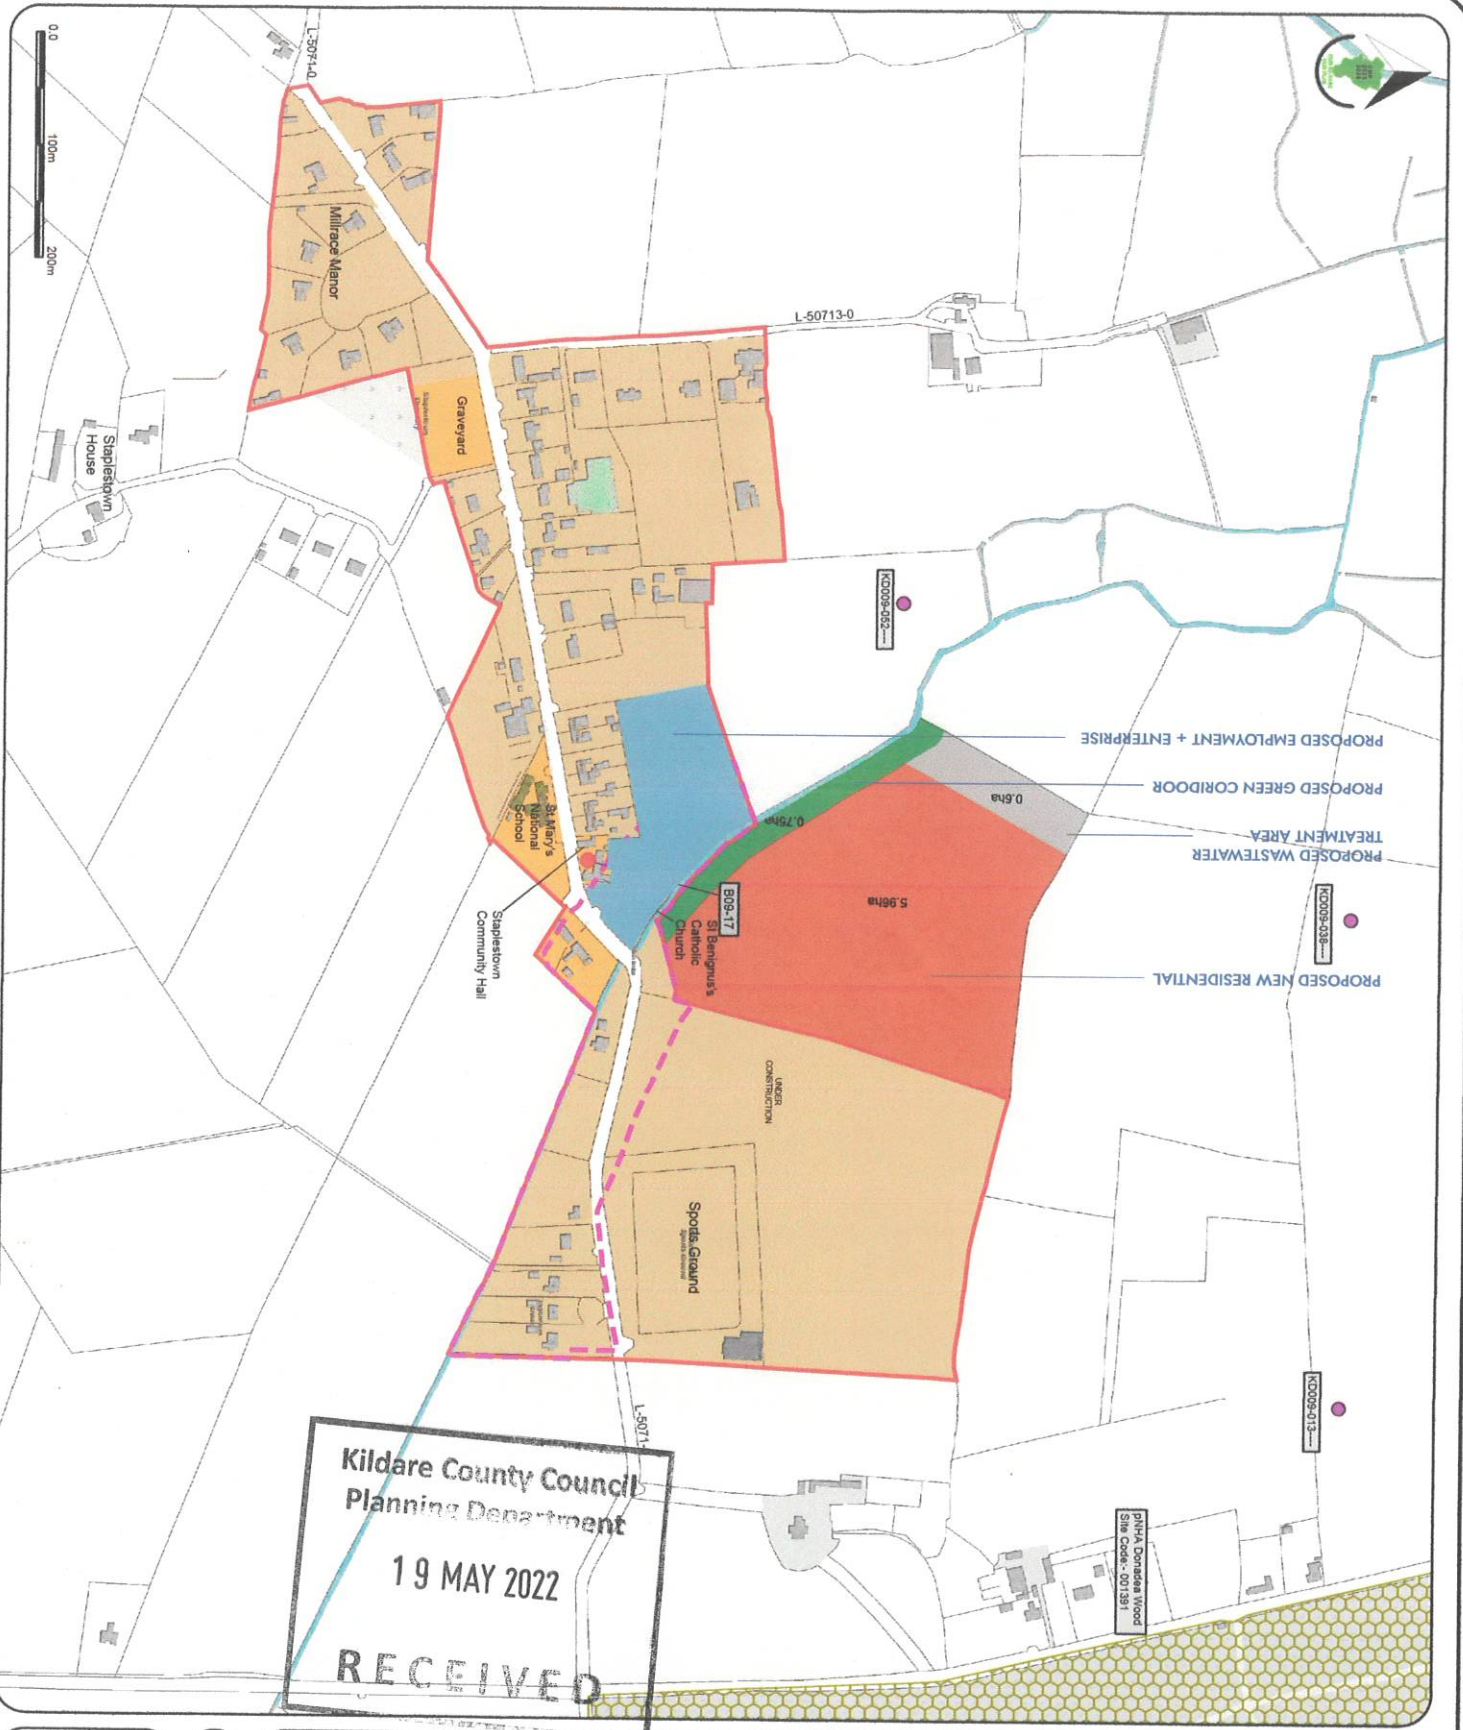 0.0
100m
200m
L-5071-0
Millrace Manor
L-50713-0
Graveyard
Staplestown
House
KD009-052----
PROPOSED EMPLOYMENT + ENTERPRISE
PROPOSED GREEN CORIDOOR
PROPOSED WASTEWATER
TREATMENT AREA
PROPOSED NEW RESIDENTIAL
0.6ha
0.75ha
5.96ha
KD009-038----
B09-17
St Benignus's
Catholic
Church
St. Mary's
National
School
Staplestown
Community Hall
UNDER
CONSTRUCTION
Sports Ground
KD009-013----
L-5071-
pNHA Donadea Wood
Site Code:- 001391
Kildare County Council
Planning Department
19 MAY 2022
RECEIVED